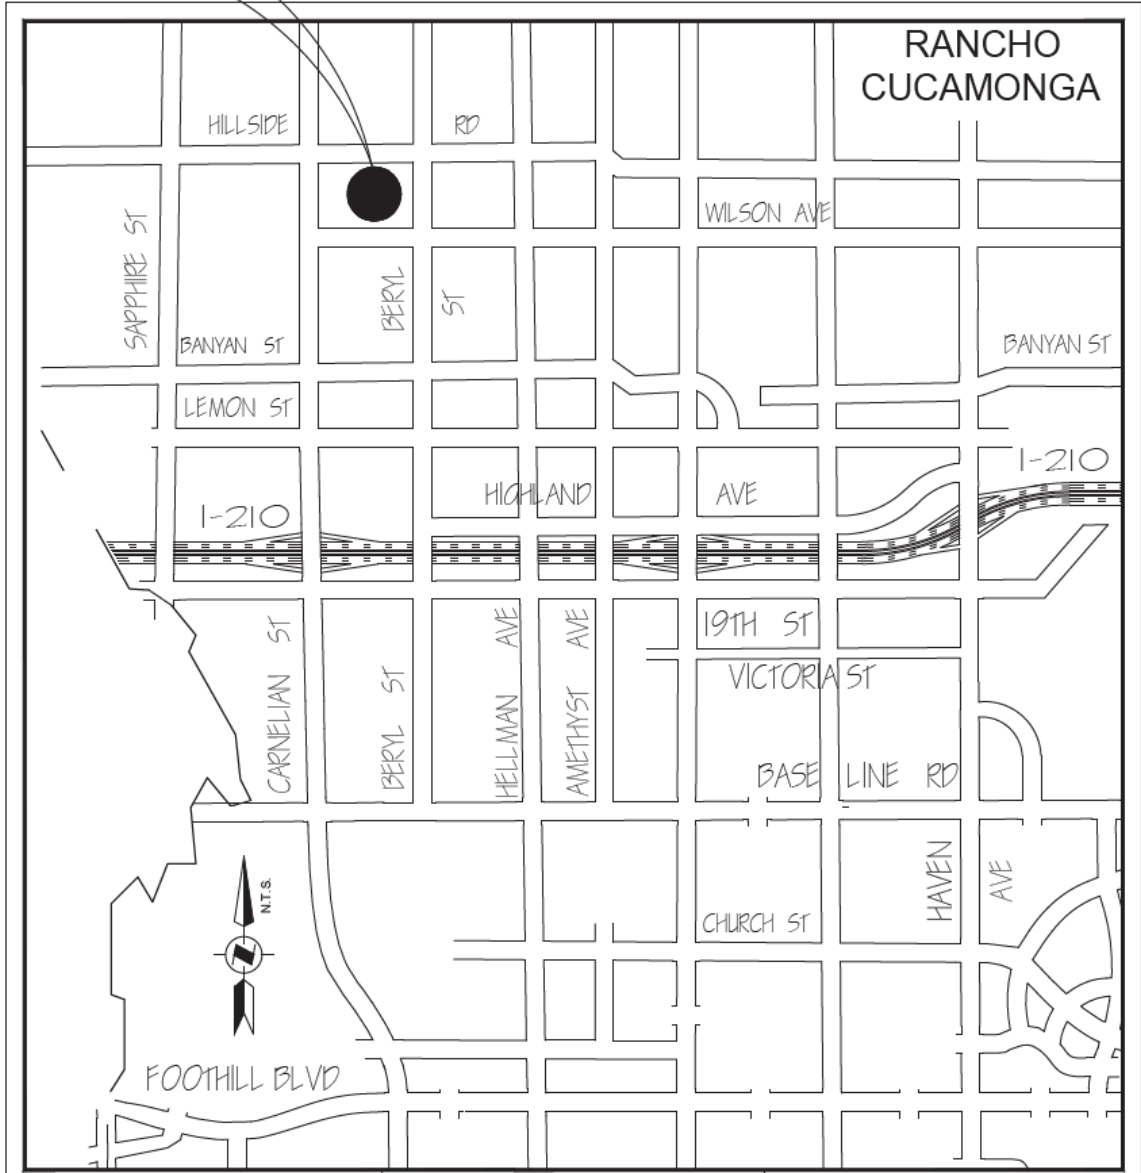 RANCHO
CUCAMONGA
HILLSIDE RD
WILSON AVE
SAPPHIRE ST
BERYL ST
BANYAN ST
BANYAN ST
LEMON ST
I-210
HIGHLAND AVE
I-210
19TH ST
CARNELIAN ST
BERYL ST
HELLMAN AVE
AMETHYST AVE
VICTORIA ST
BASE LINE RD
HAVEN AVE
N.T.S.
CHURCH ST
FOOTHILL BLVD